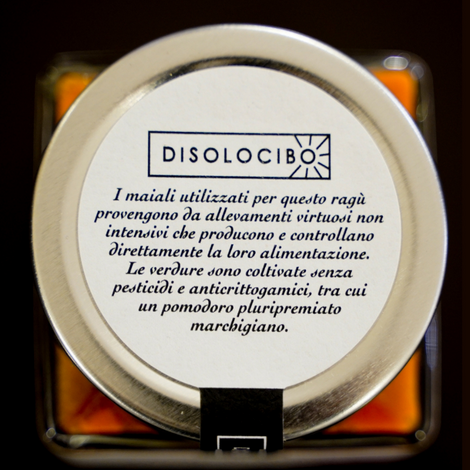 DISOLOCIBO
I maiali utilizzati per questo ragù
provengono da allevamenti virtuosi non
intensivi che producono e controllano
direttamente la loro alimentazione.
Le verdure sono coltivate senza
pesticidi e anticrittogamici, tra cui
un pomodoro pluripremiato
marchigiano.